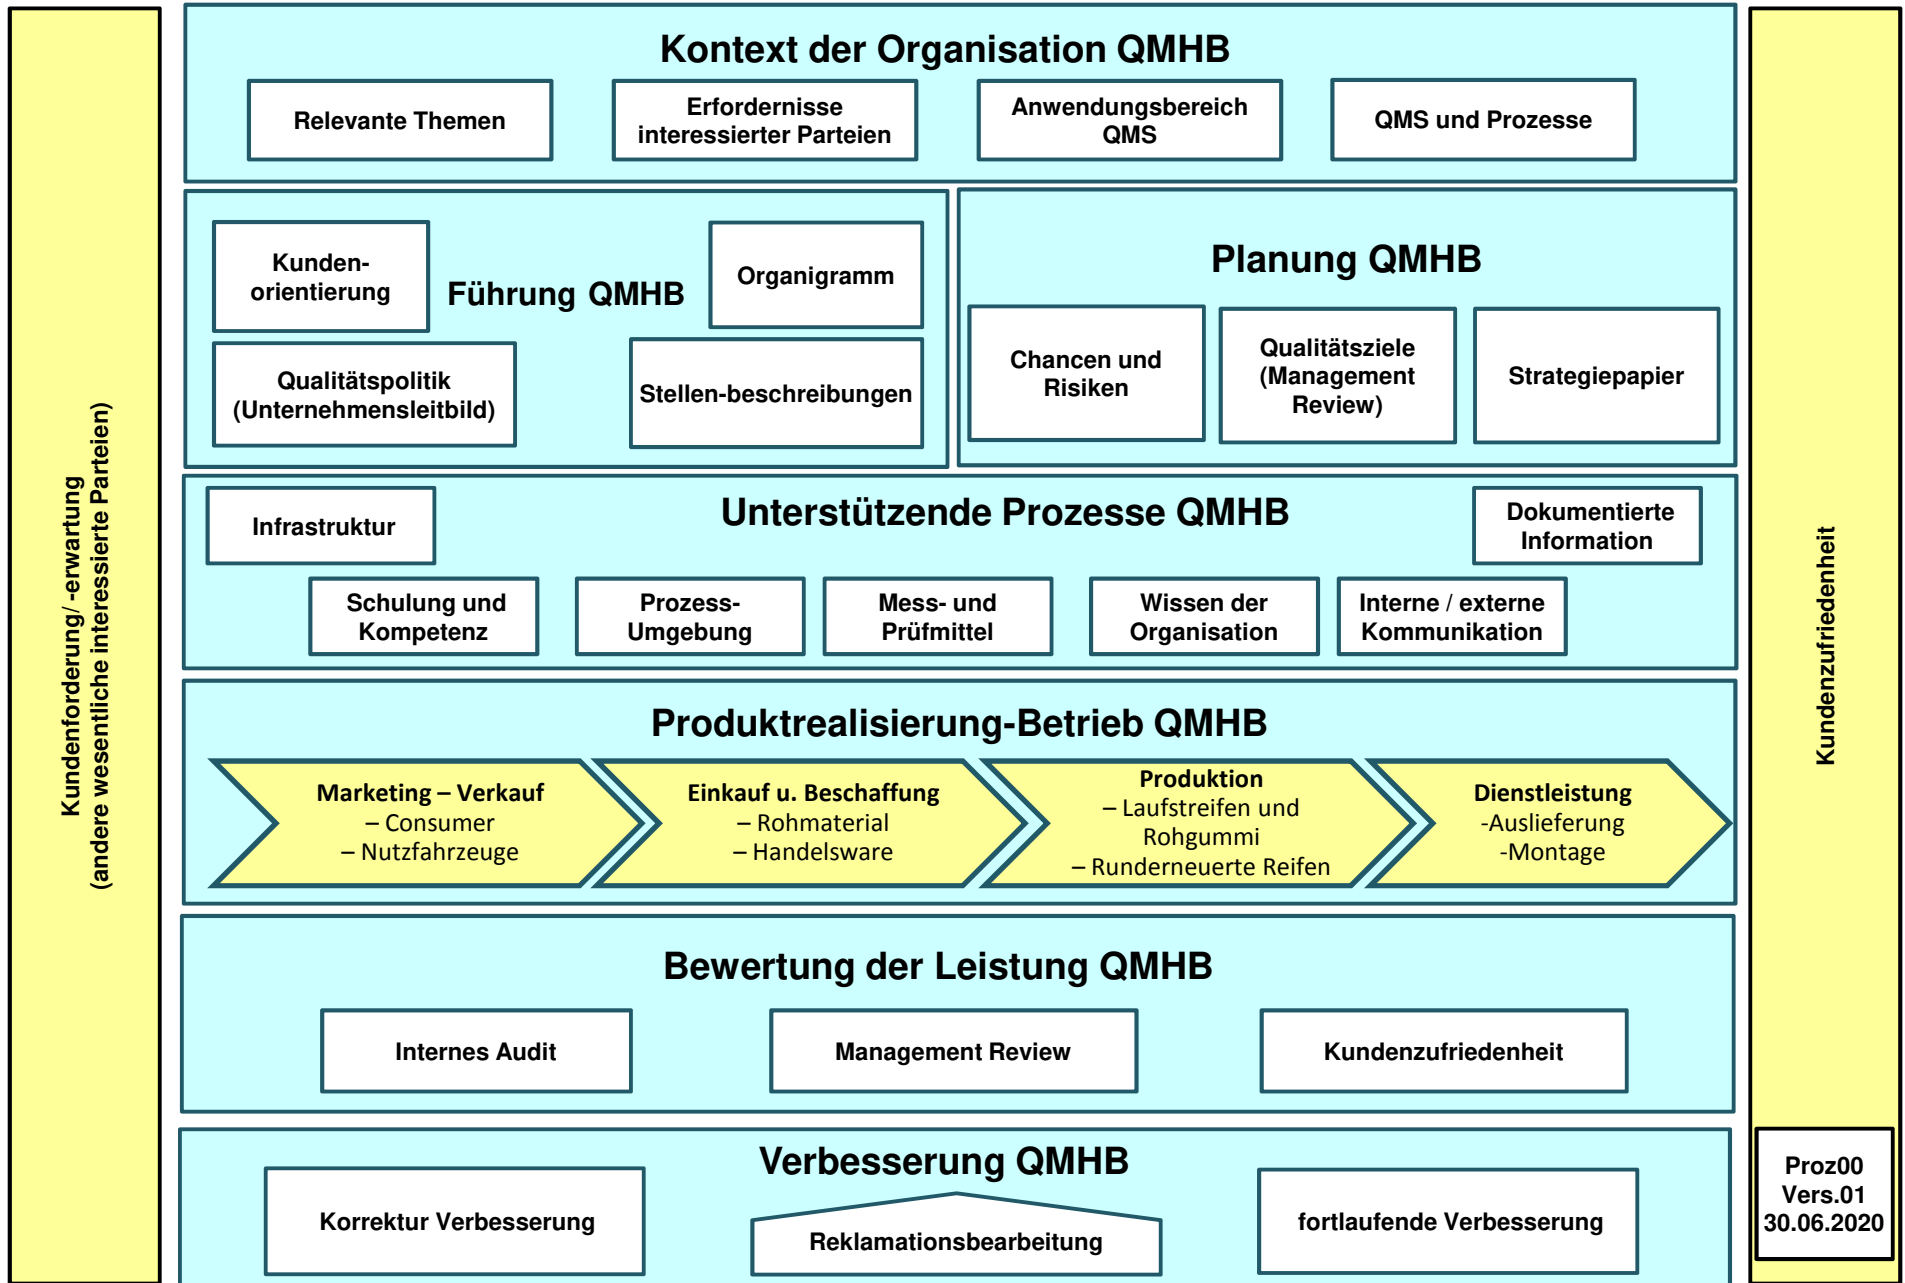 Kundenforderung/ -erwartung
(andere wesentliche interessierte Parteien)
Kontext der Organisation QMHB
Relevante Themen
Erfordernisse
interessierter Parteien
Anwendungsbereich
QMS
QMS und Prozesse
Führung QMHB
Kunden-
orientierung
Organigramm
Qualitätspolitik
(Unternehmensleitbild)
Stellen-beschreibungen
Planung QMHB
Chancen und
Risiken
Qualitätsziele
(Management
Review)
Strategiepapier
Unterstützende Prozesse QMHB
Infrastruktur
Dokumentierte
Information
Schulung und
Kompetenz
Prozess-
Umgebung
Mess- und
Prüfmittel
Wissen der
Organisation
Interne / externe
Kommunikation
Produktrealisierung-Betrieb QMHB
Marketing – Verkauf
– Consumer
– Nutzfahrzeuge
Einkauf u. Beschaffung
– Rohmaterial
– Handelsware
Produktion
– Laufstreifen und
Rohgummi
– Runderneuerte Reifen
Dienstleistung
-Auslieferung
-Montage
Bewertung der Leistung QMHB
Internes Audit
Management Review
Kundenzufriedenheit
Verbesserung QMHB
Korrektur Verbesserung
Reklamationsbearbeitung
fortlaufende Verbesserung
Kundenzufriedenheit
Proz00
Vers.01
30.06.2020